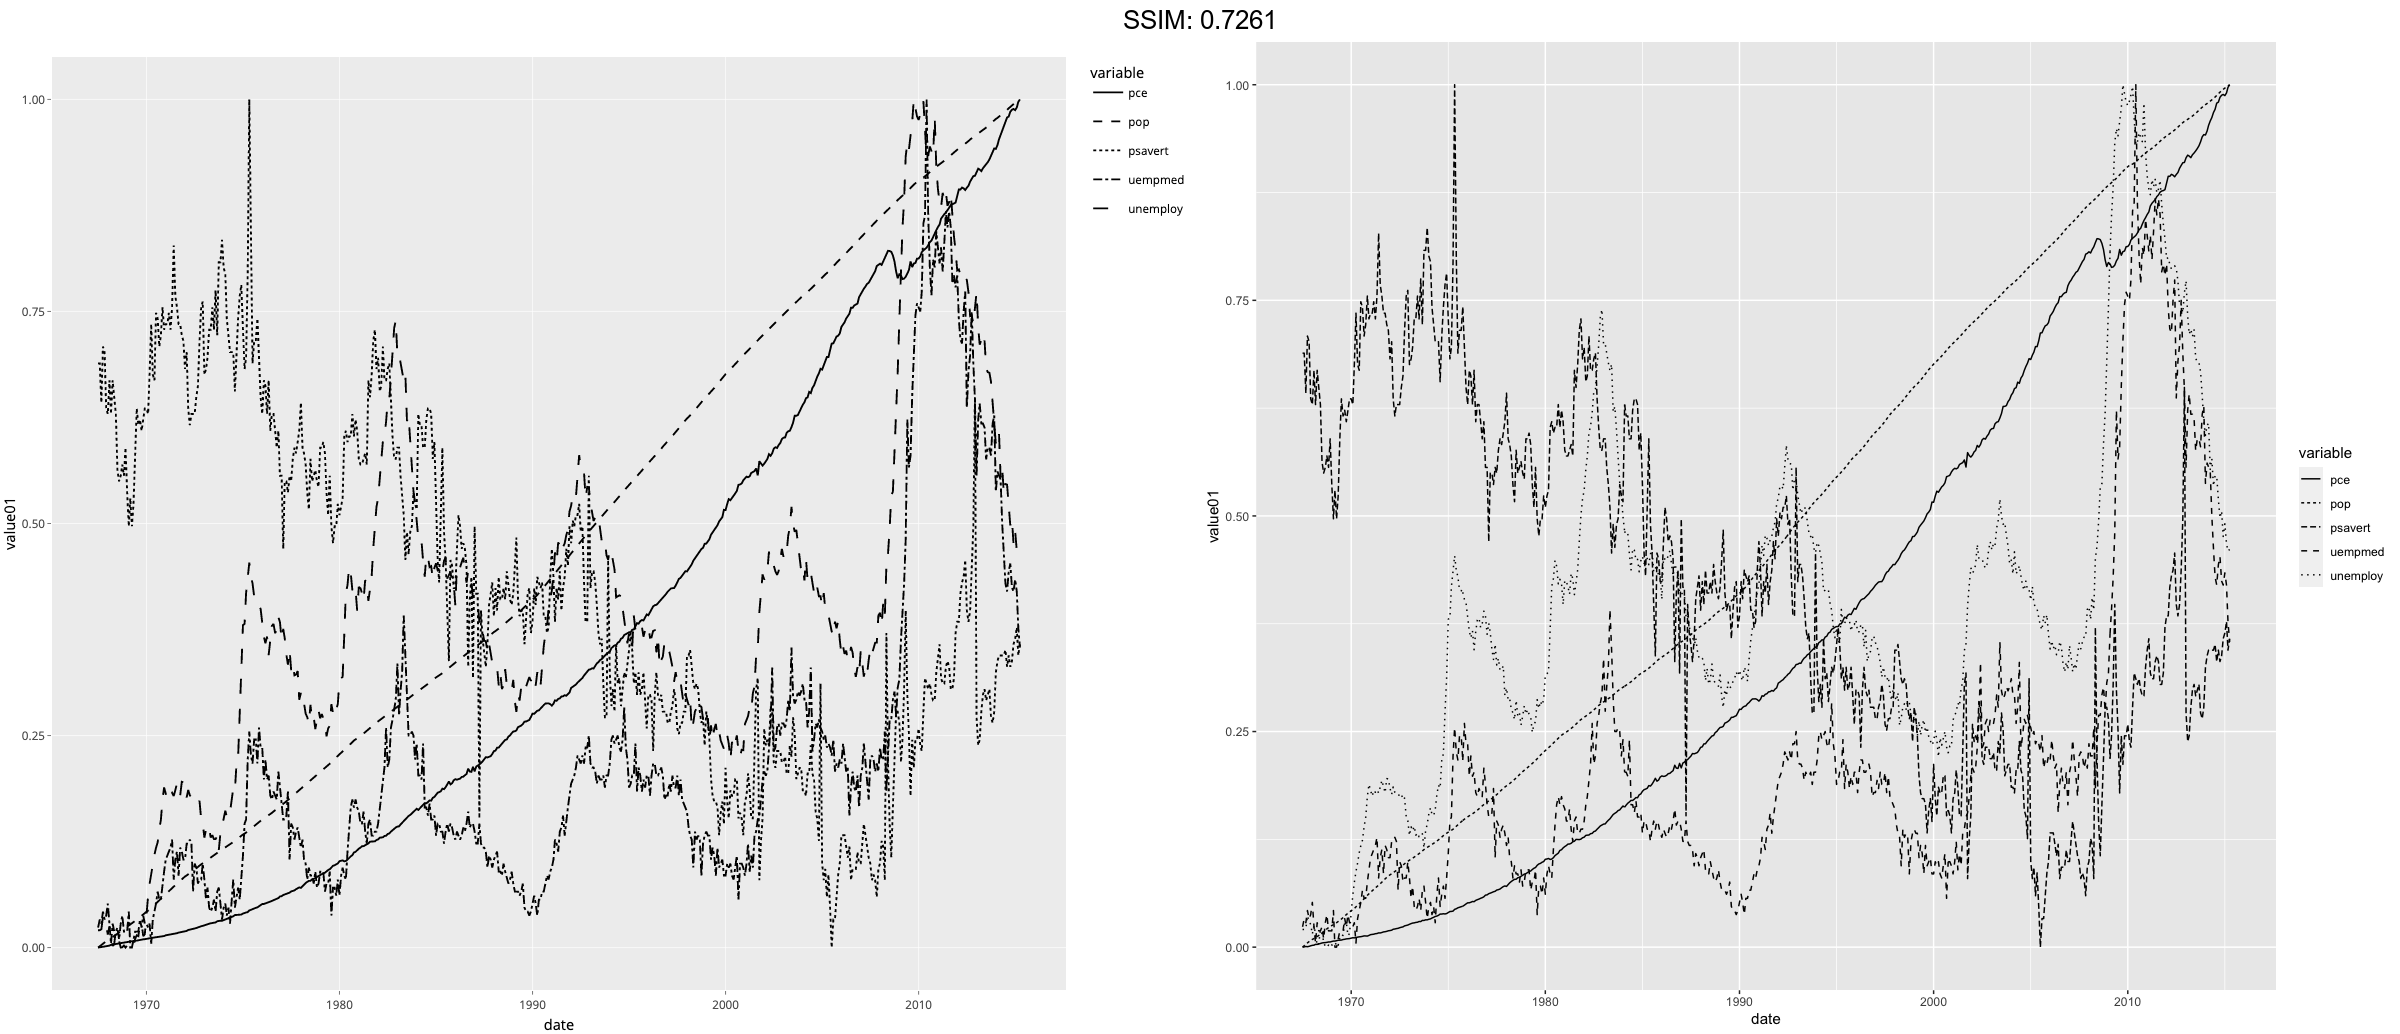 SSIM: 0.7261
value01
1.00
0.75
0.50
0.25
0.00
1970 1980 1990 2000 2010
date
variable
pce
pop
psavert
uempmed
unemploy
value01
1.00
0.75
0.50
0.25
0.00
1970 1980 1990 2000 2010
date
variable
pce
pop
psavert
uempmed
unemploy